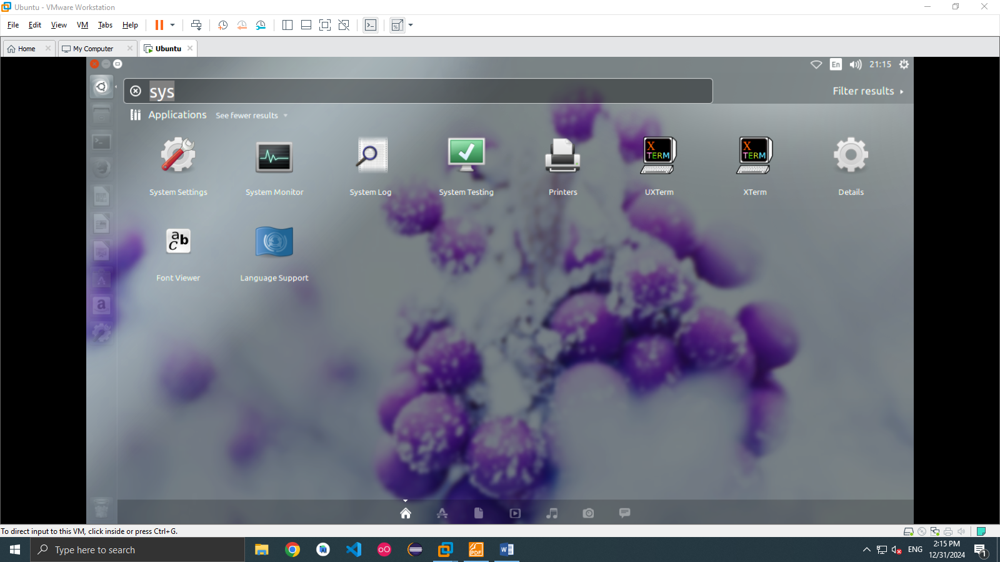 Ubuntu - VMware Workstation
File Edit View VM Tabs Help
Home My Computer Ubuntu
En 21:15
sys
Filter results
Applications See fewer results
X TERM X TERM
System Settings System Monitor System Log System Testing Printers UXTerm XTerm Details
a b c
Font Viewer Language Support
a
To direct input to this VM, click inside or press Ctrl+G.
Type here to search
PDF
W
ENG
2:15 PM
12/31/2024
1